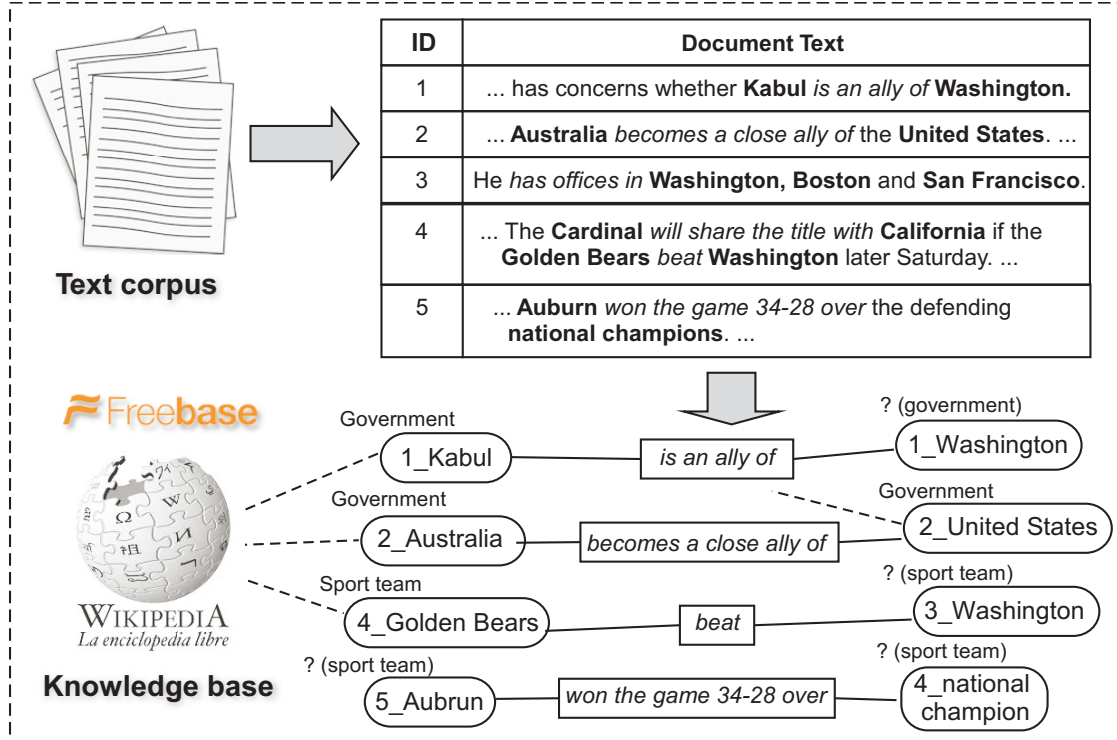 ID
Document Text
1
... has concerns whether Kabul is an ally of Washington.
2
... Australia becomes a close ally of the United States. ...
3
He has offices in Washington, Boston and San Francisco.
4
... The Cardinal will share the title with California if the
Golden Bears beat Washington later Saturday. ...
5
... Auburn won the game 34-28 over the defending
national champions. ...
Text corpus
Freebase
Government
1_Kabul
is an ally of
? (government)
1_Washington
Government
2_Australia
becomes a close ally of
Government
2_United States
Sport team
4_Golden Bears
beat
? (sport team)
3_Washington
WIKIPEDIA
La enciclopedia libre
Knowledge base
? (sport team)
5_Aubrun
won the game 34-28 over
? (sport team)
4_national
champion